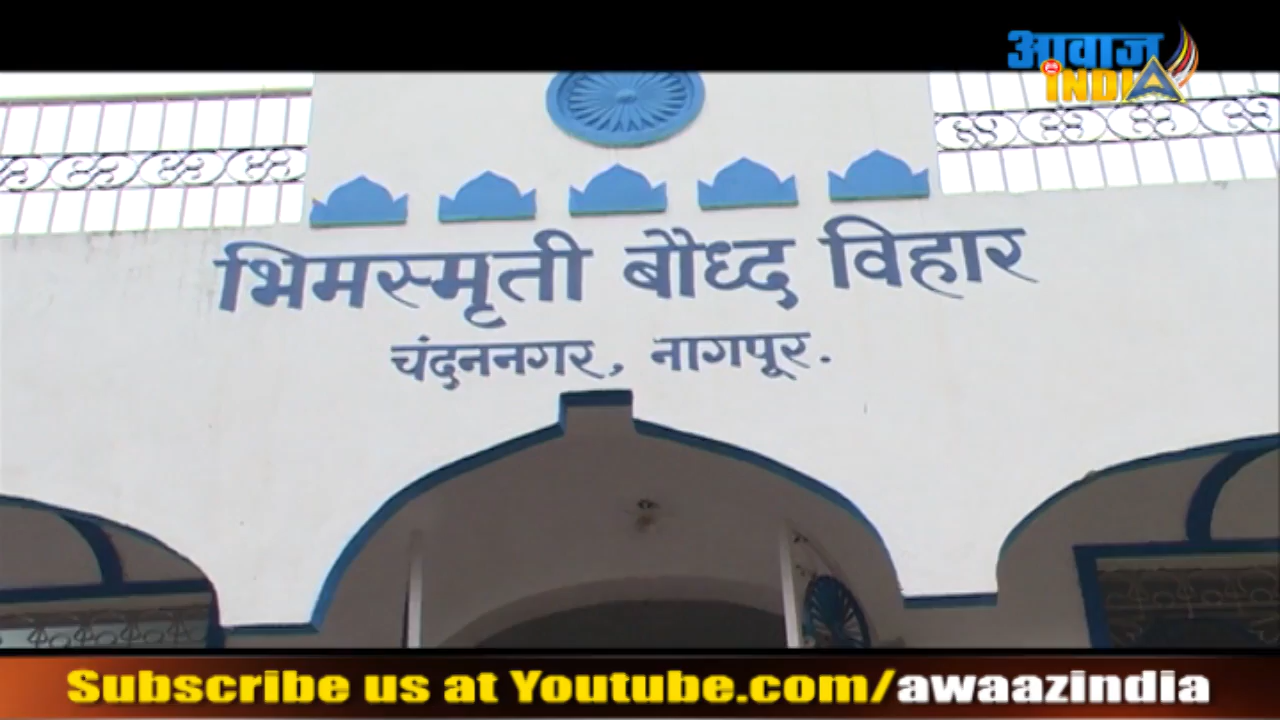 आवाज
INDIA
भिमस्मृती बौध्द विहार
चंदननगर, नागपूर.
Subscribe us at Youtube.com/awaazindia